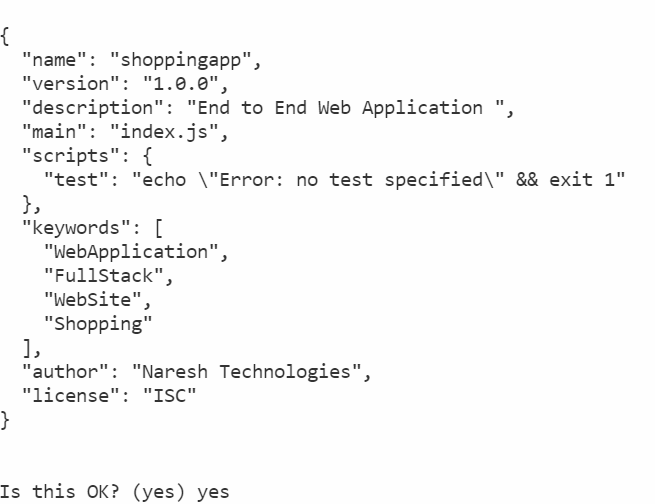 {
  "name": "shoppingapp",
  "version": "1.0.0",
  "description": "End to End Web Application ",
  "main": "index.js",
  "scripts": {
    "test": "echo \"Error: no test specified\" && exit 1"
  },
  "keywords": [
    "WebApplication",
    "FullStack",
    "WebSite",
    "Shopping"
  ],
  "author": "Naresh Technologies",
  "license": "ISC"
}
Is this OK? (yes) yes